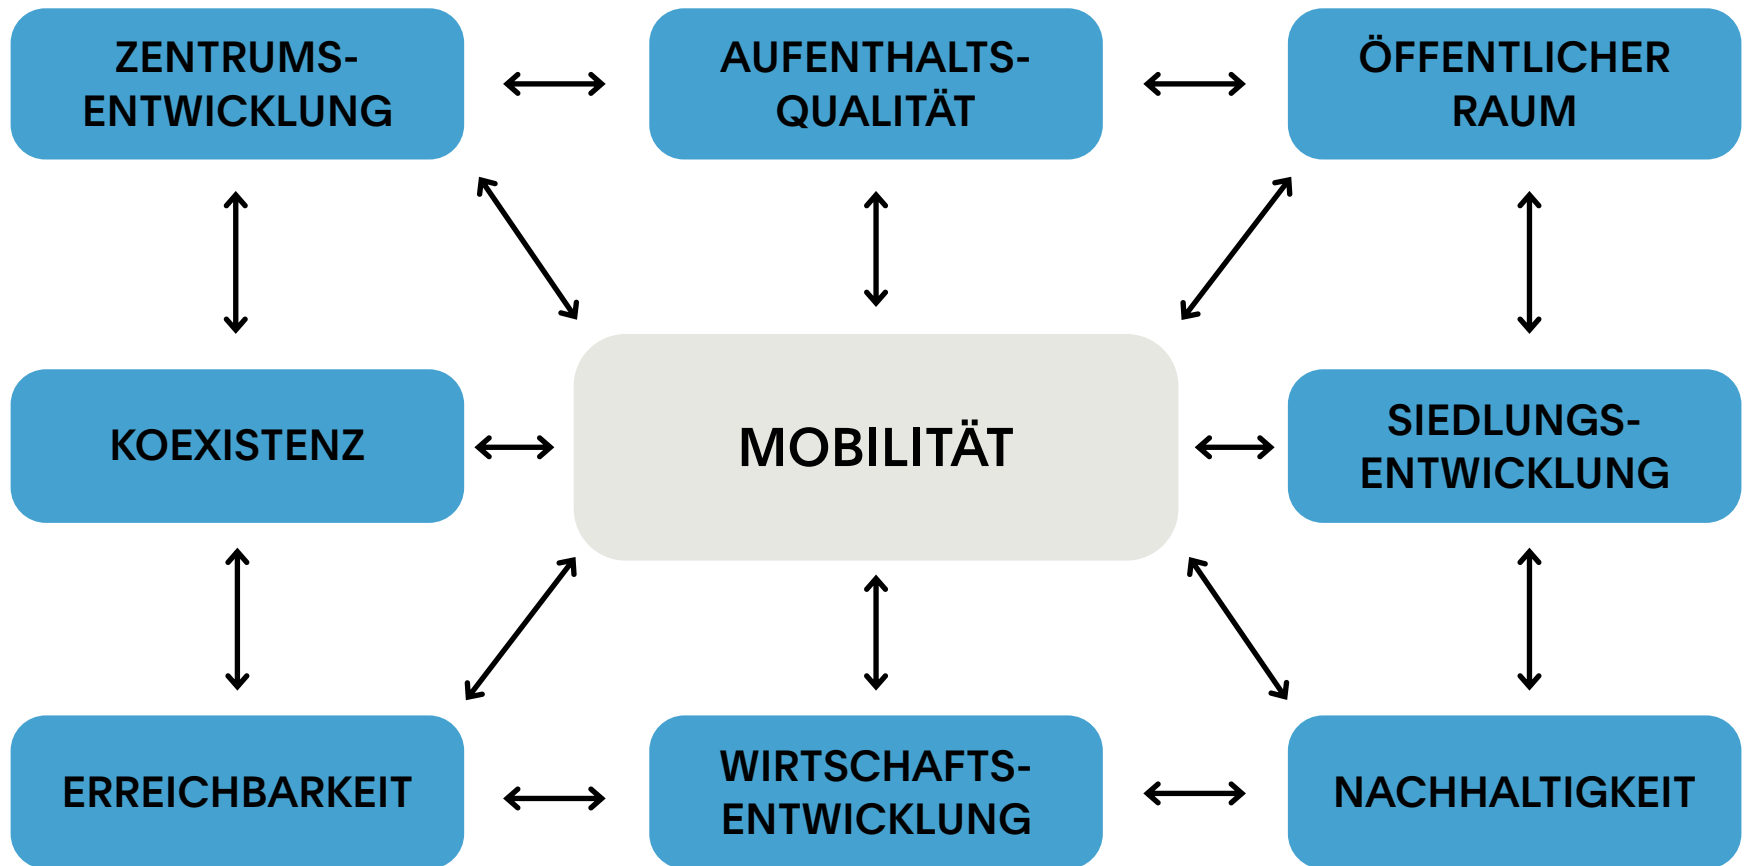 ZENTRUMS-
ENTWICKLUNG
AUFENTHALTS-
QUALITÄT
ÖFFENTLICHER
RAUM
KOEXISTENZ
MOBILITÄT
SIEDLUNGS-
ENTWICKLUNG
ERREICHBARKEIT
WIRTSCHAFTS-
ENTWICKLUNG
NACHHALTIGKEIT